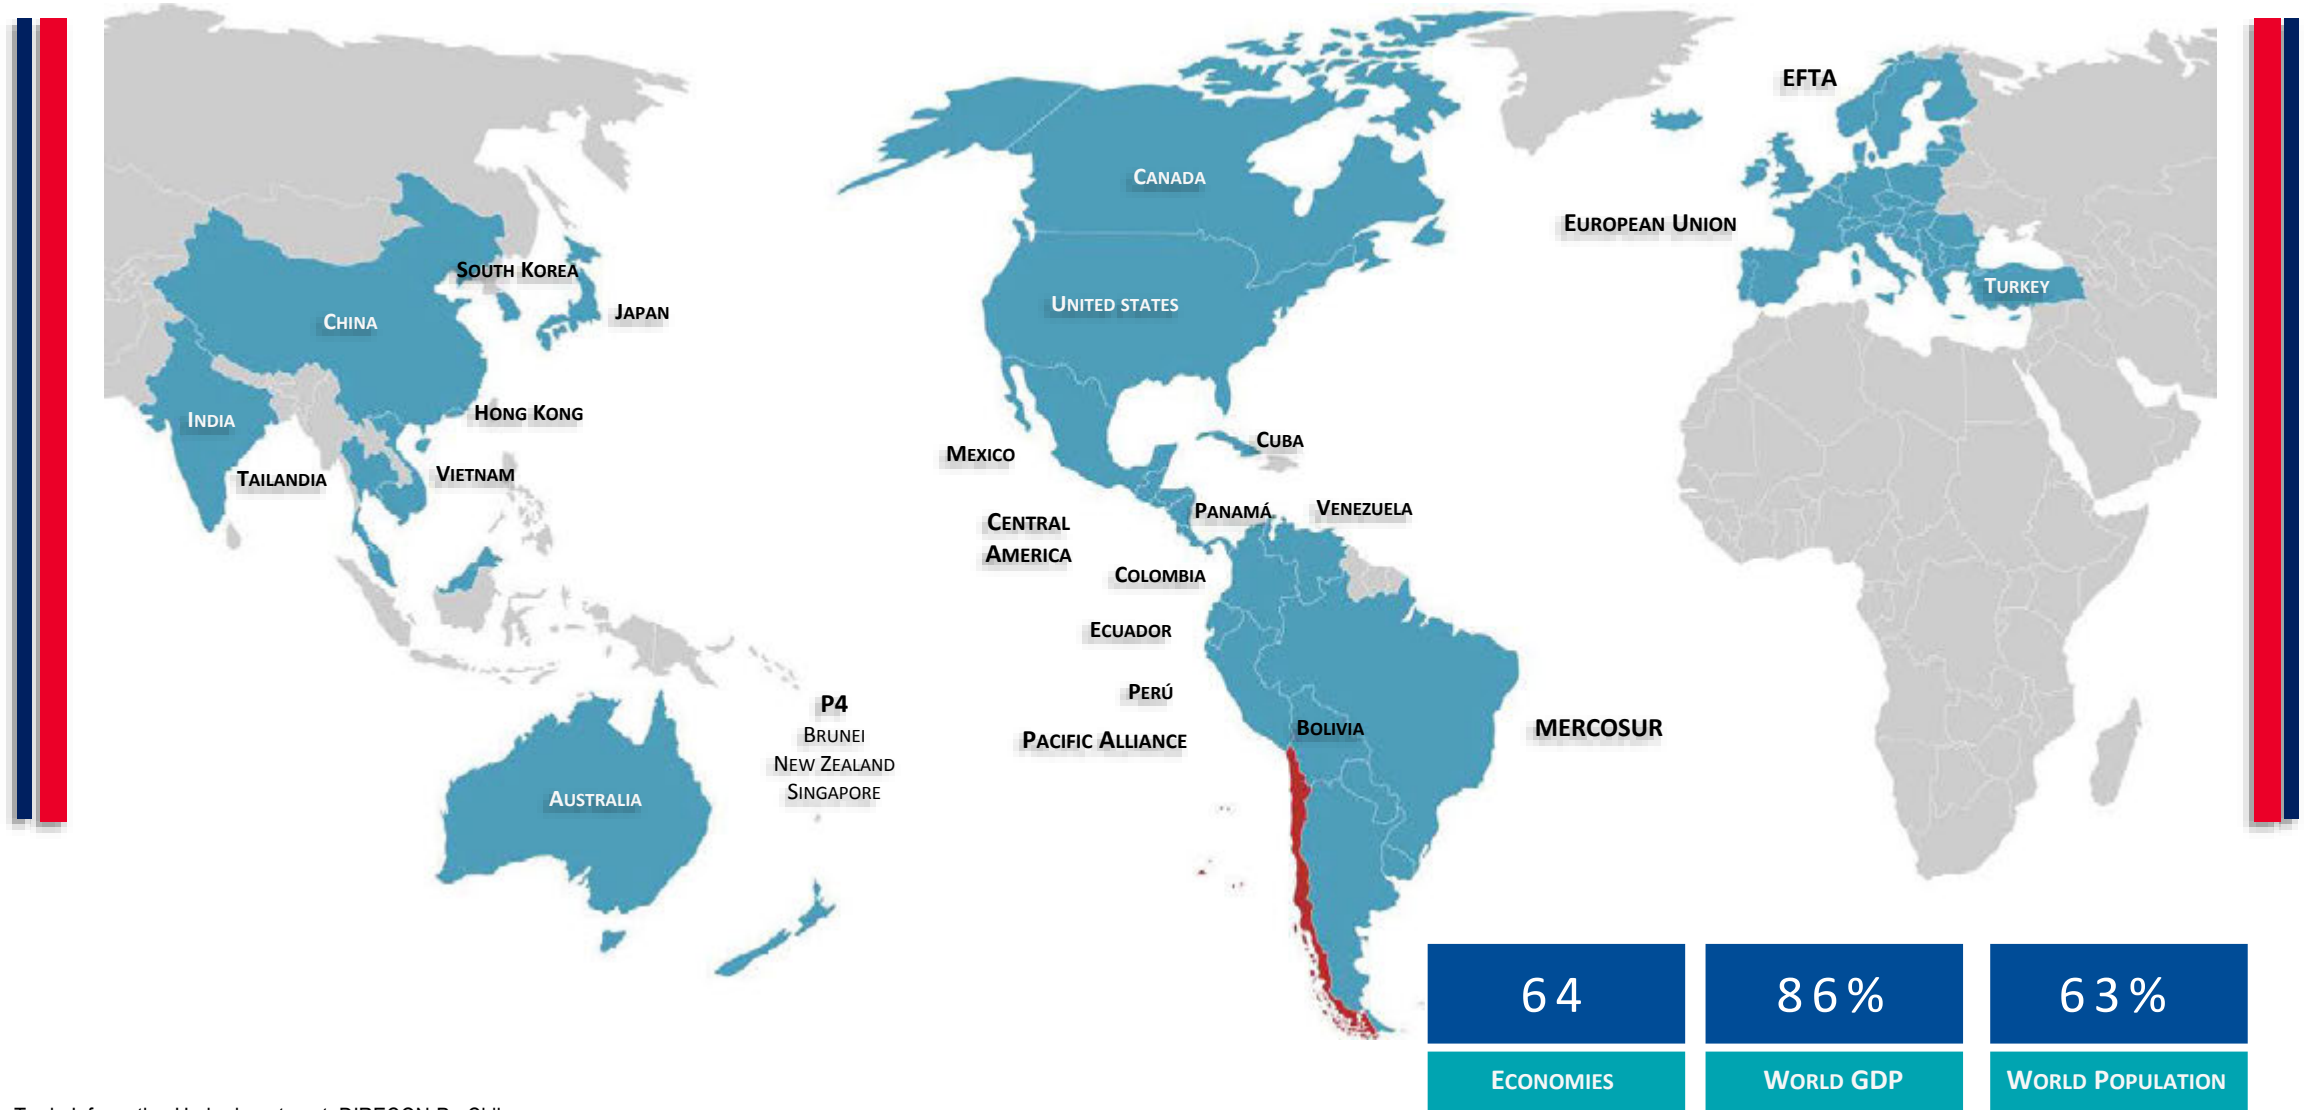 EFTA
CANADA
EUROPEAN UNION
SOUTH KOREA
TURKEY
UNITED STATES
JAPAN
CHINA
HONG KONG
INDIA
CUBA
MEXICO
VIETNAM
TAILANDIA
PANAMÁ
VENEZUELA
CENTRAL
AMERICA
COLOMBIA
ECUADOR
PERÚ
P4
BRUNEI
NEW ZEALAND
SINGAPORE
PACIFIC ALLIANCE
BOLIVIA
MERCOSUR
AUSTRALIA
64
86%
63%
ECONOMIES
WORLD GDP
WORLD POPULATION